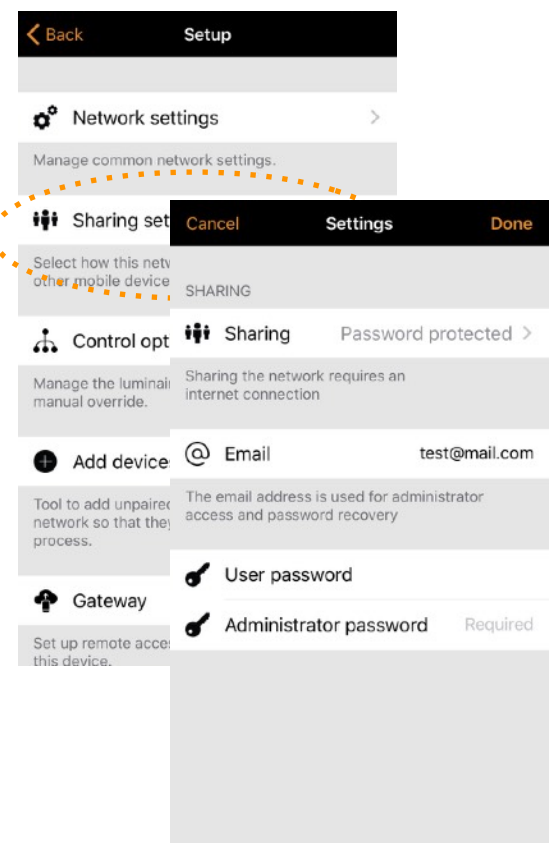 Back
Setup
Network settings
Manage common network settings.
Sharing set
Select how this netw
other mobile device
Control opt
Manage the luminai
manual override.
Add device
Tool to add unpaired
network so that they
process.
Gateway
Set up remote acce
this device.
Cancel
Settings
Done
SHARING
Sharing
Password protected
Sharing the network requires an
internet connection
Email
test@mail.com
The email address is used for administrator
access and password recovery
User password
Administrator password
Required